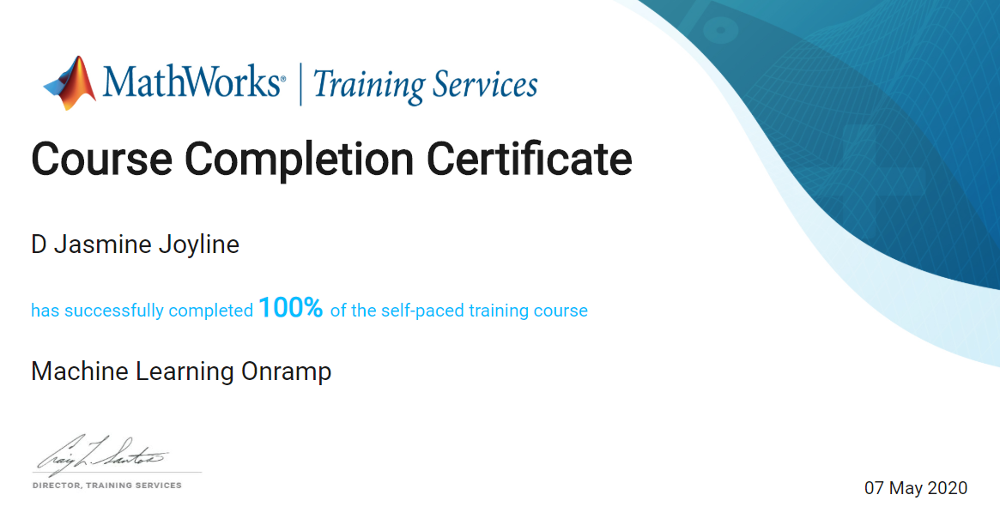 MathWorks® | Training Services
Course Completion Certificate
D Jasmine Joyline
has successfully completed 100% of the self-paced training course
Machine Learning Onramp
Craig L. Santos
DIRECTOR, TRAINING SERVICES
07 May 2020